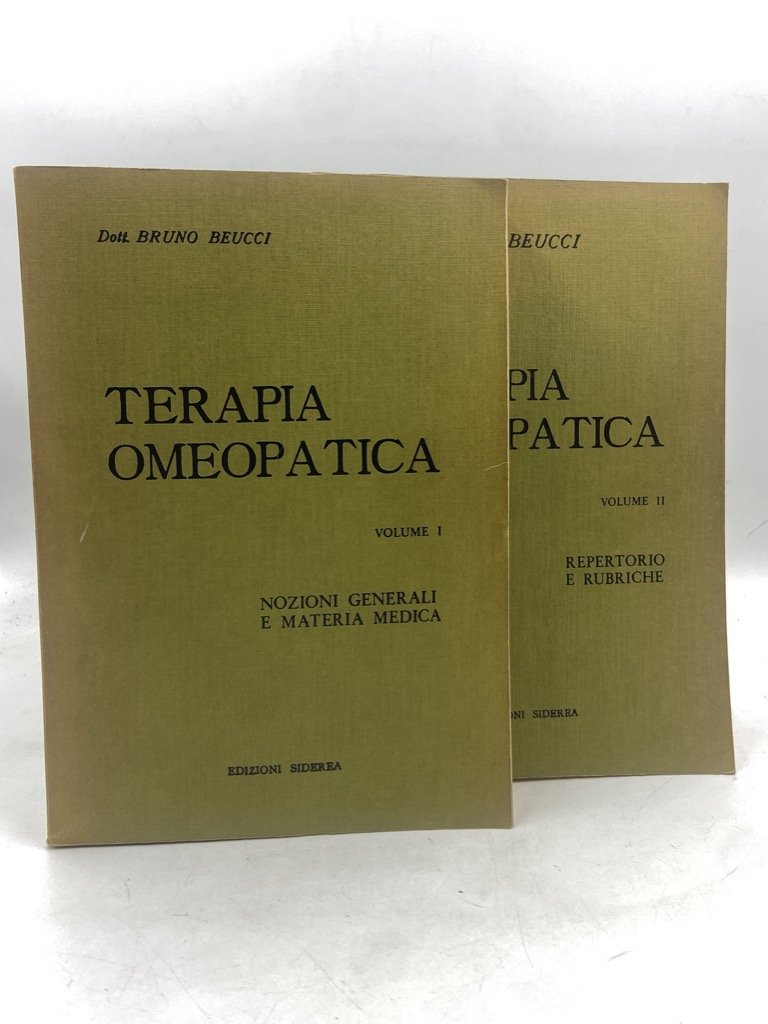 Dott. BRUNO BEUCCI
TERAPIA
OMEOPATICA
VOLUME I
NOZIONI GENERALI
E MATERIA MEDICA
EDIZIONI SIDEREA
BEUCCI
PIA
PATICA
VOLUME II
REPERTORIO
E RUBRICHE
NI SIDEREA